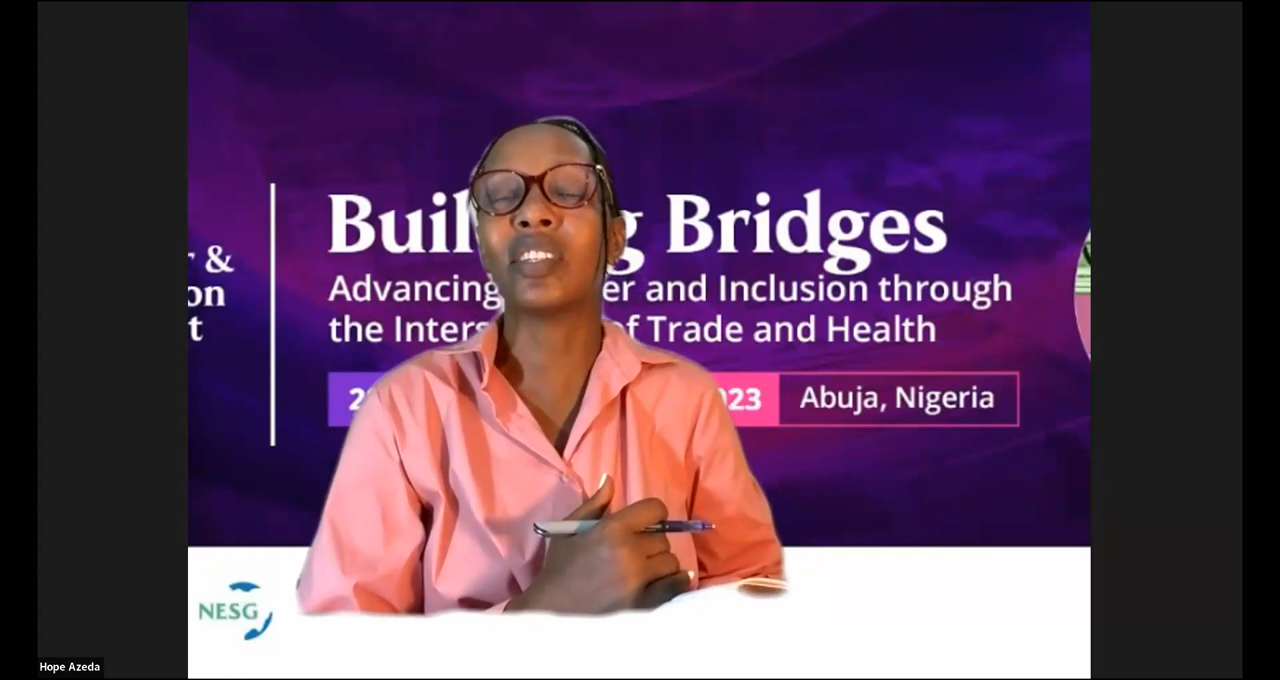 & 
on
t
Buil g Bridges
Advancing er and Inclusion through
the Inters of Trade and Health
2 023 Abuja, Nigeria
NESG
Hope Azeda